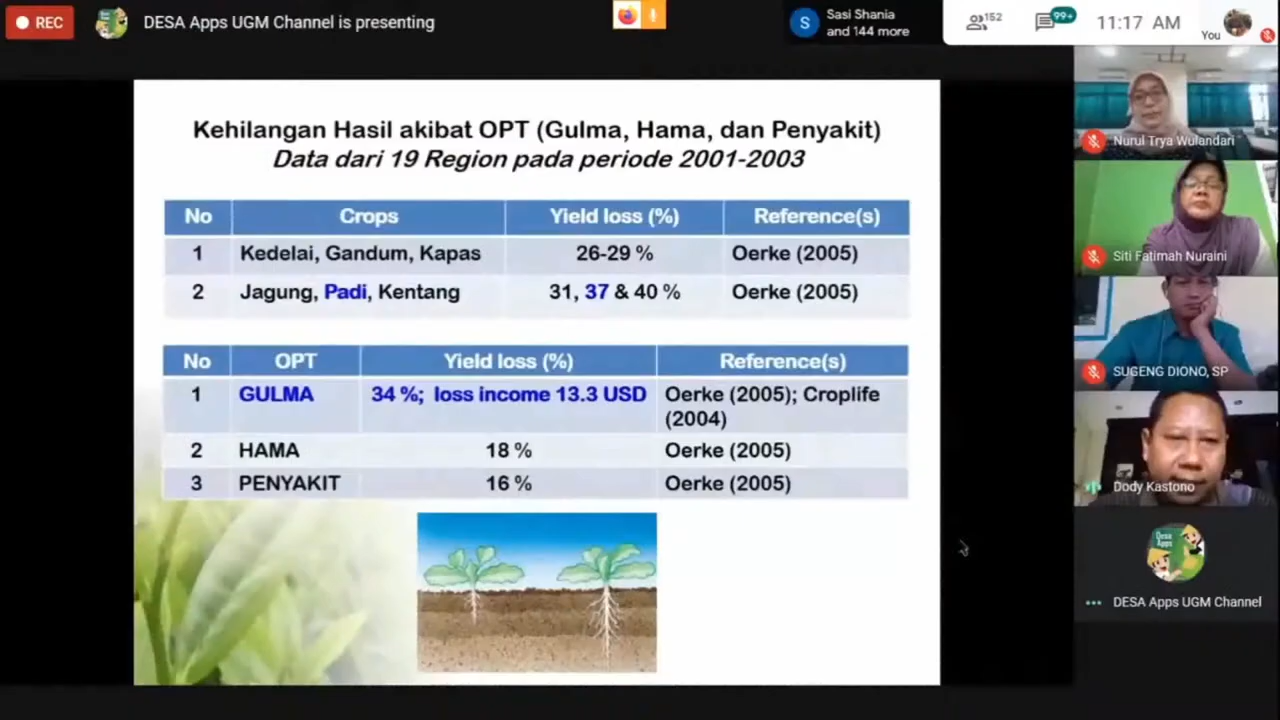 REC
DESA Apps UGM Channel is presenting
S
Sasi Shania
and 144 more
152
99+
11:17 AM
You
Kehilangan Hasil akibat OPT (Gulma, Hama, dan Penyakit)
Data dari 19 Region pada periode 2001-2003
No Crops Yield loss (%) Reference(s)
1 Kedelai, Gandum, Kapas 26-29 % Oerke (2005)
2 Jagung, Padi, Kentang 31, 37 & 40 % Oerke (2005)
No OPT Yield loss (%) Reference(s)
1 GULMA 34 %; loss income 13.3 USD Oerke (2005); Croplife
(2004)
2 HAMA 18 % Oerke (2005)
3 PENYAKIT 16 % Oerke (2005)
Nurul Trya Wulandari
Siti Fatimah Nuraini
SUGENG DIONO, SP
Dody Kastono
Desa
Apps
DESA Apps UGM Channel